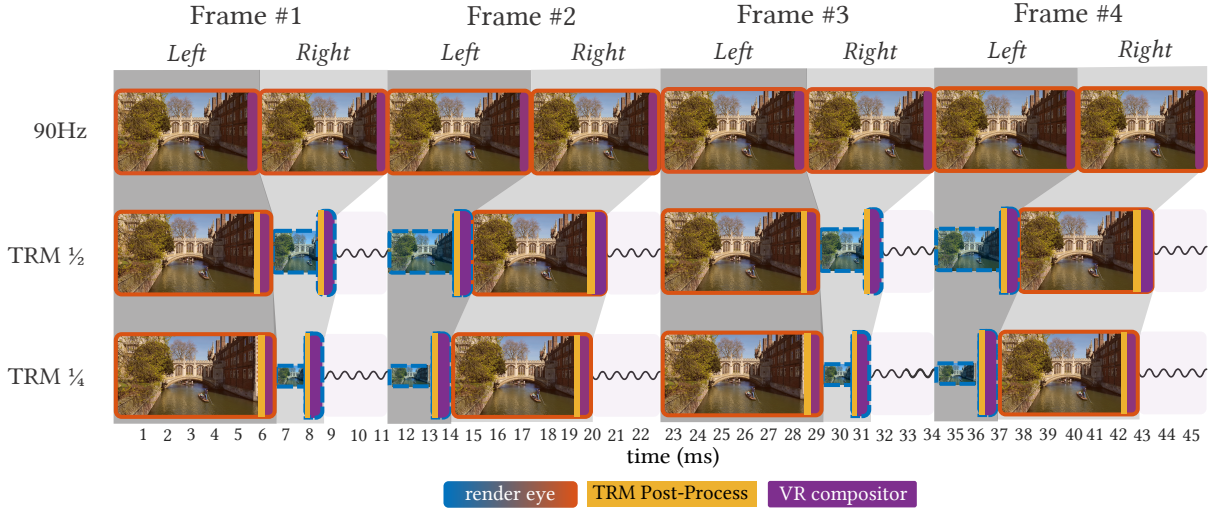 Frame #1 Frame #2 Frame #3 Frame #4
Left Right Left Right Left Right Left Right
90Hz
TRM ½
TRM ¼
1 2 3 4 5 6 7 8 9 10 11 12 13 14 15 16 17 18 19 20 21 22 23 24 25 26 27 28 29 30 31 32 33 34 35 36 37 38 39 40 41 42 43 44 45
time (ms)
render eye TRM Post-Process VR compositor